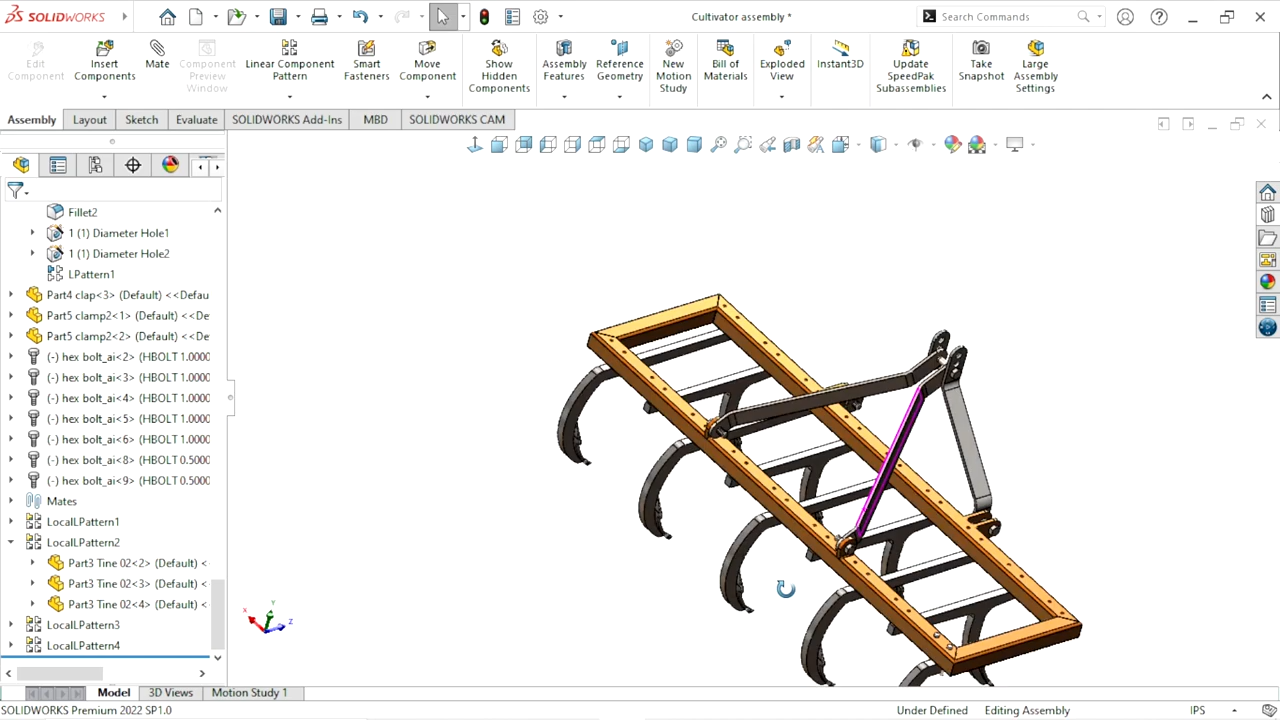 SOLIDWORKS
Cultivator assembly *
Search Commands
Edit
Component
Insert
Components
Mate
Component
Preview
Window
Linear Component
Pattern
Smart
Fasteners
Move
Component
Show
Hidden
Components
Assembly
Features
Reference
Geometry
New
Motion
Study
Bill of
Materials
Exploded
View
Instant3D
Update
SpeedPak
Subassemblies
Take
Snapshot
Large
Assembly
Settings
Assembly Layout Sketch Evaluate SOLIDWORKS Add-Ins MBD SOLIDWORKS CAM
Fillet2
1 (1) Diameter Hole1
1 (1) Diameter Hole2
LPattern1
Part4 clap<3> (Default) <<Defau
Part5 clamp2<1> (Default) <<De
Part5 clamp2<2> (Default) <<De
(-) hex bolt_ai<2> (HBOLT 1.0000
(-) hex bolt_ai<3> (HBOLT 1.0000
(-) hex bolt_ai<4> (HBOLT 1.0000
(-) hex bolt_ai<5> (HBOLT 1.0000
(-) hex bolt_ai<6> (HBOLT 1.0000
(-) hex bolt_ai<8> (HBOLT 0.5000
(-) hex bolt_ai<9> (HBOLT 0.5000
Mates
LocalLPattern1
LocalLPattern2
Part3 Tine 02<2> (Default) <
Part3 Tine 02<3> (Default) <
Part3 Tine 02<4> (Default) <
LocalLPattern3
LocalLPattern4
X
Y
Z
Model 3D Views Motion Study 1
SOLIDWORKS Premium 2022 SP1.0
Under Defined
Editing Assembly
IPS